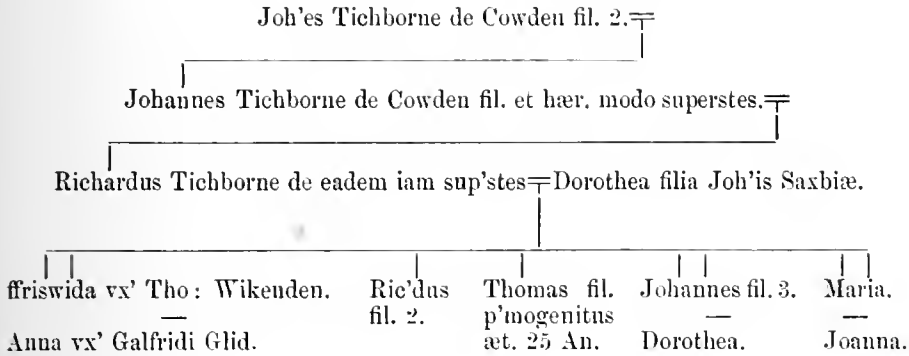 Joh'es Tichborne de Cowden fil. 2.
Johannes Tichborne de Cowden fil. et hær. modo superstes.
Richardus Tichborne de eadem iam sup'stes=Dorothea filia Joh'is Saxbiæ.
ffriswida vx' Tho: Wikenden.
—
Anna vx' Galfridi Glid.
Ric'dus
fil. 2.
Thomas fil.
p'mogenitus
æt. 25 An.
Johannes fil. 3.
—
Dorothea.
Maria.
—
Joanna.